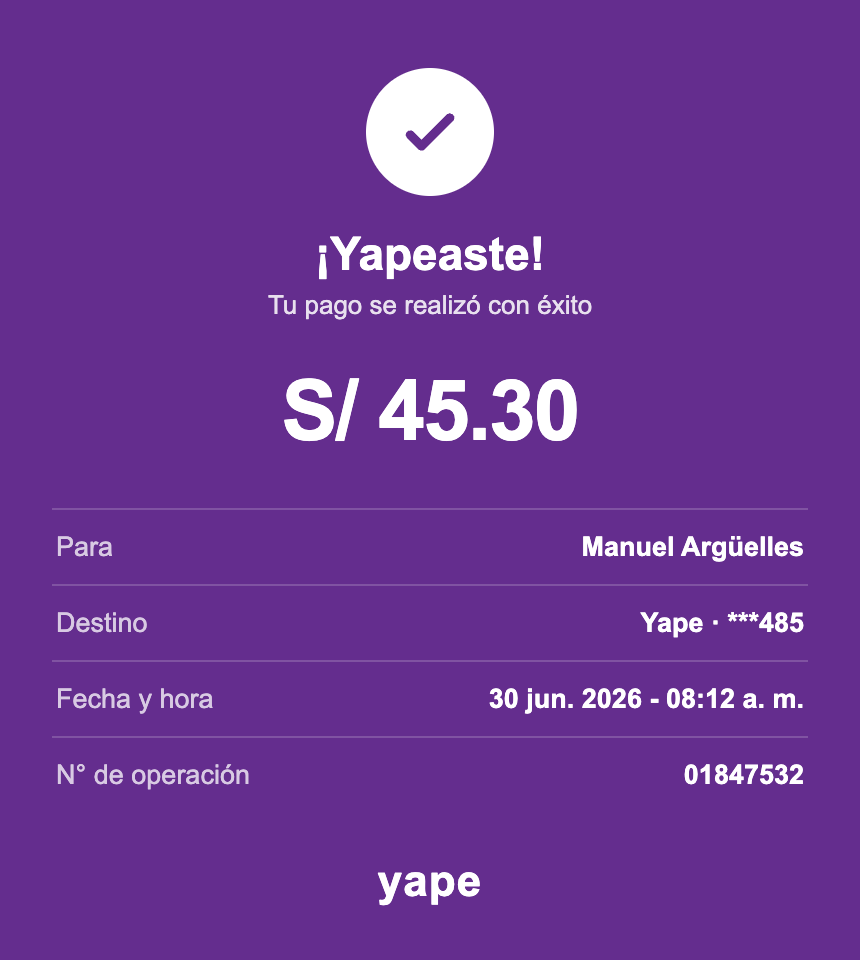 ¡Yapeaste!
Tu pago se realizó con éxito
S/ 45.30
Para Manuel Argüelles
Destino Yape · ***485
Fecha y hora 30 jun. 2026 - 08:12 a. m.
N° de operación 01847532
yape